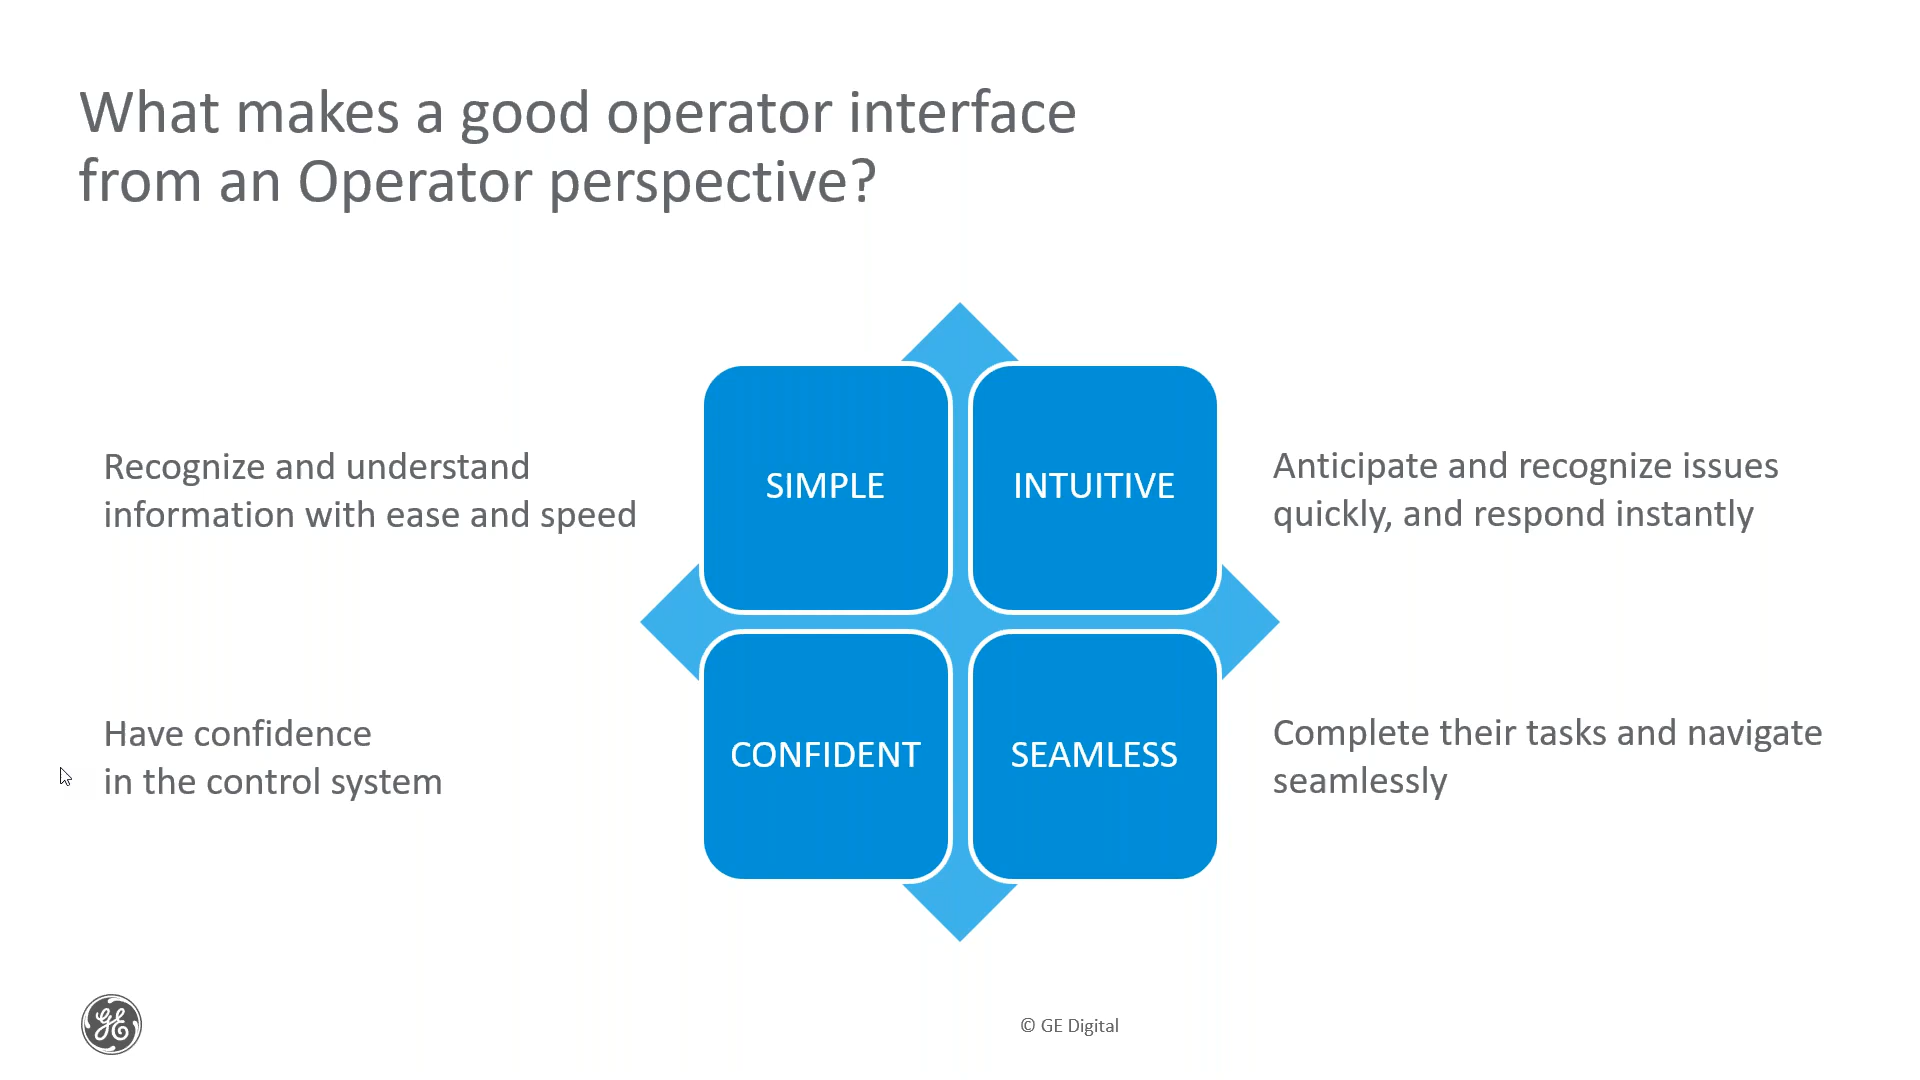 What makes a good operator interface
from an Operator perspective?
Recognize and understand
information with ease and speed
SIMPLE
INTUITIVE
Anticipate and recognize issues
quickly, and respond instantly
Have confidence
in the control system
CONFIDENT
SEAMLESS
Complete their tasks and navigate
seamlessly
GE
© GE Digital